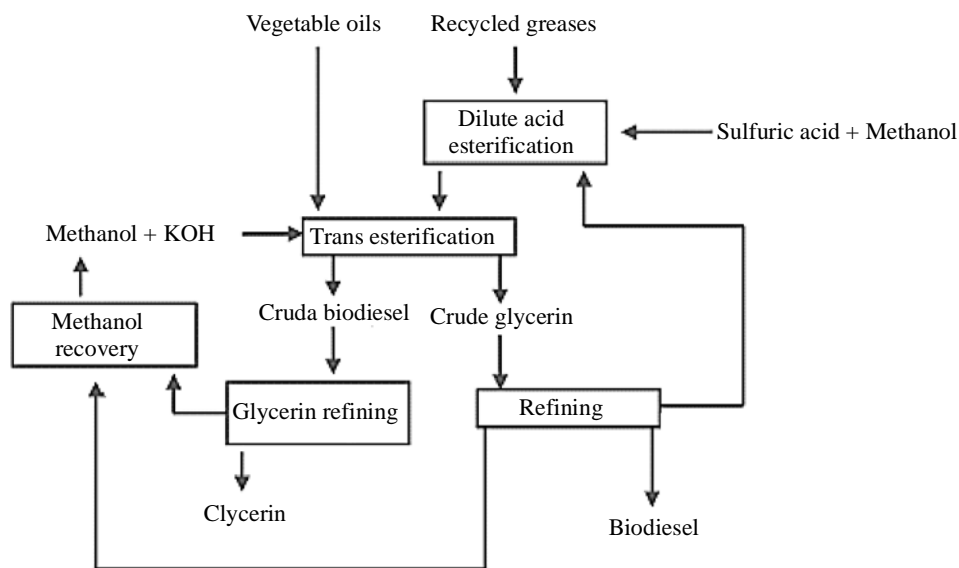 Vegetable oils
Recycled greases
Dilute acid
esterification
Sulfuric acid + Methanol
Methanol + KOH
Trans esterification
Cruda biodiesel
Crude glycerin
Methanol
recovery
Glycerin refining
Refining
Clycerin
Biodiesel